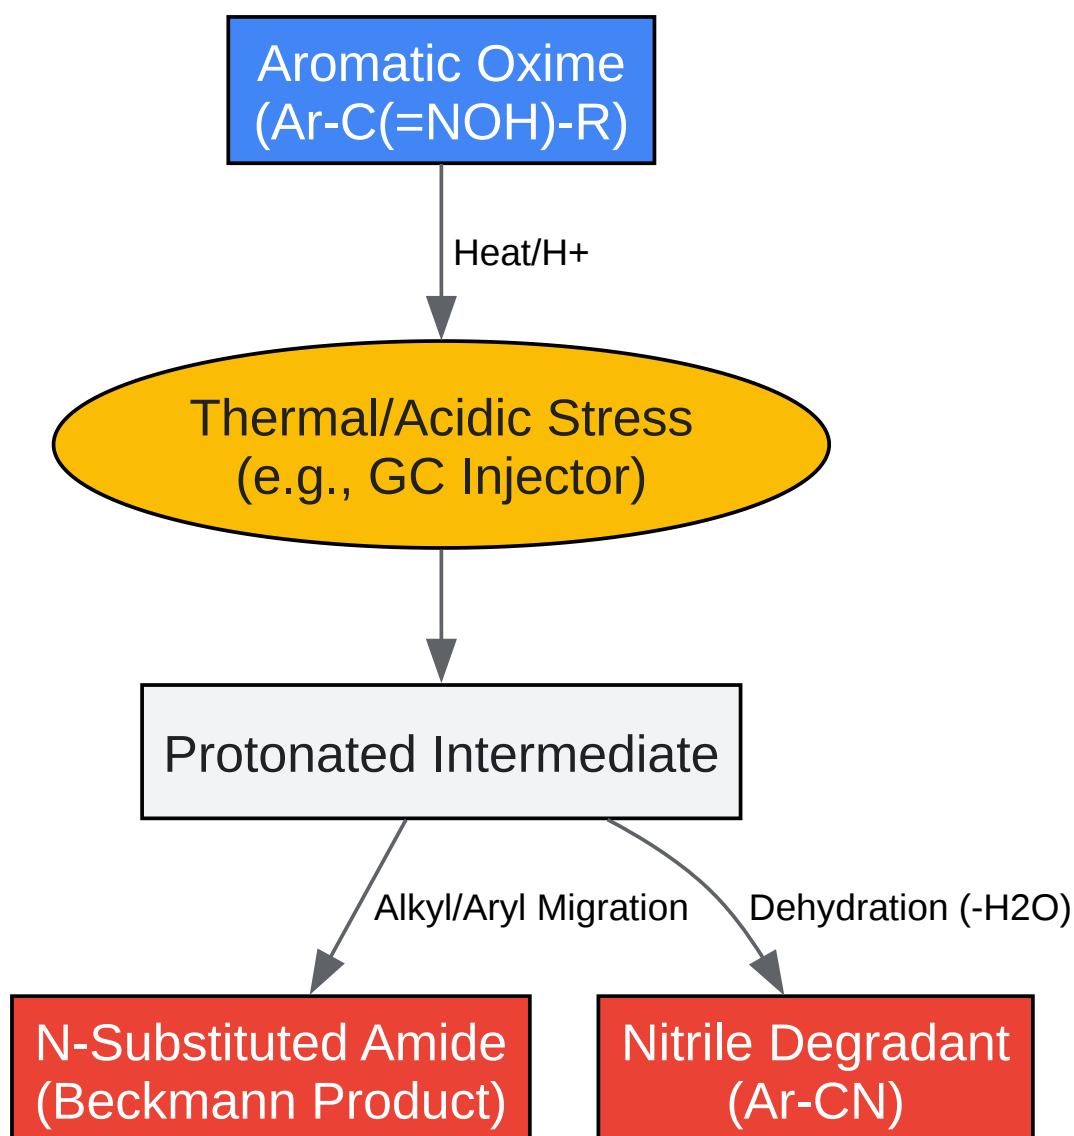 Aromatic Oxime
(Ar-C(=NOH)-R)
Heat/H+
Thermal/Acidic Stress
(e.g., GC Injector)
Protonated Intermediate
Alkyl/Aryl Migration
Dehydration (-H2O)
N-Substituted Amide
(Beckmann Product)
Nitrile Degradant
(Ar-CN)